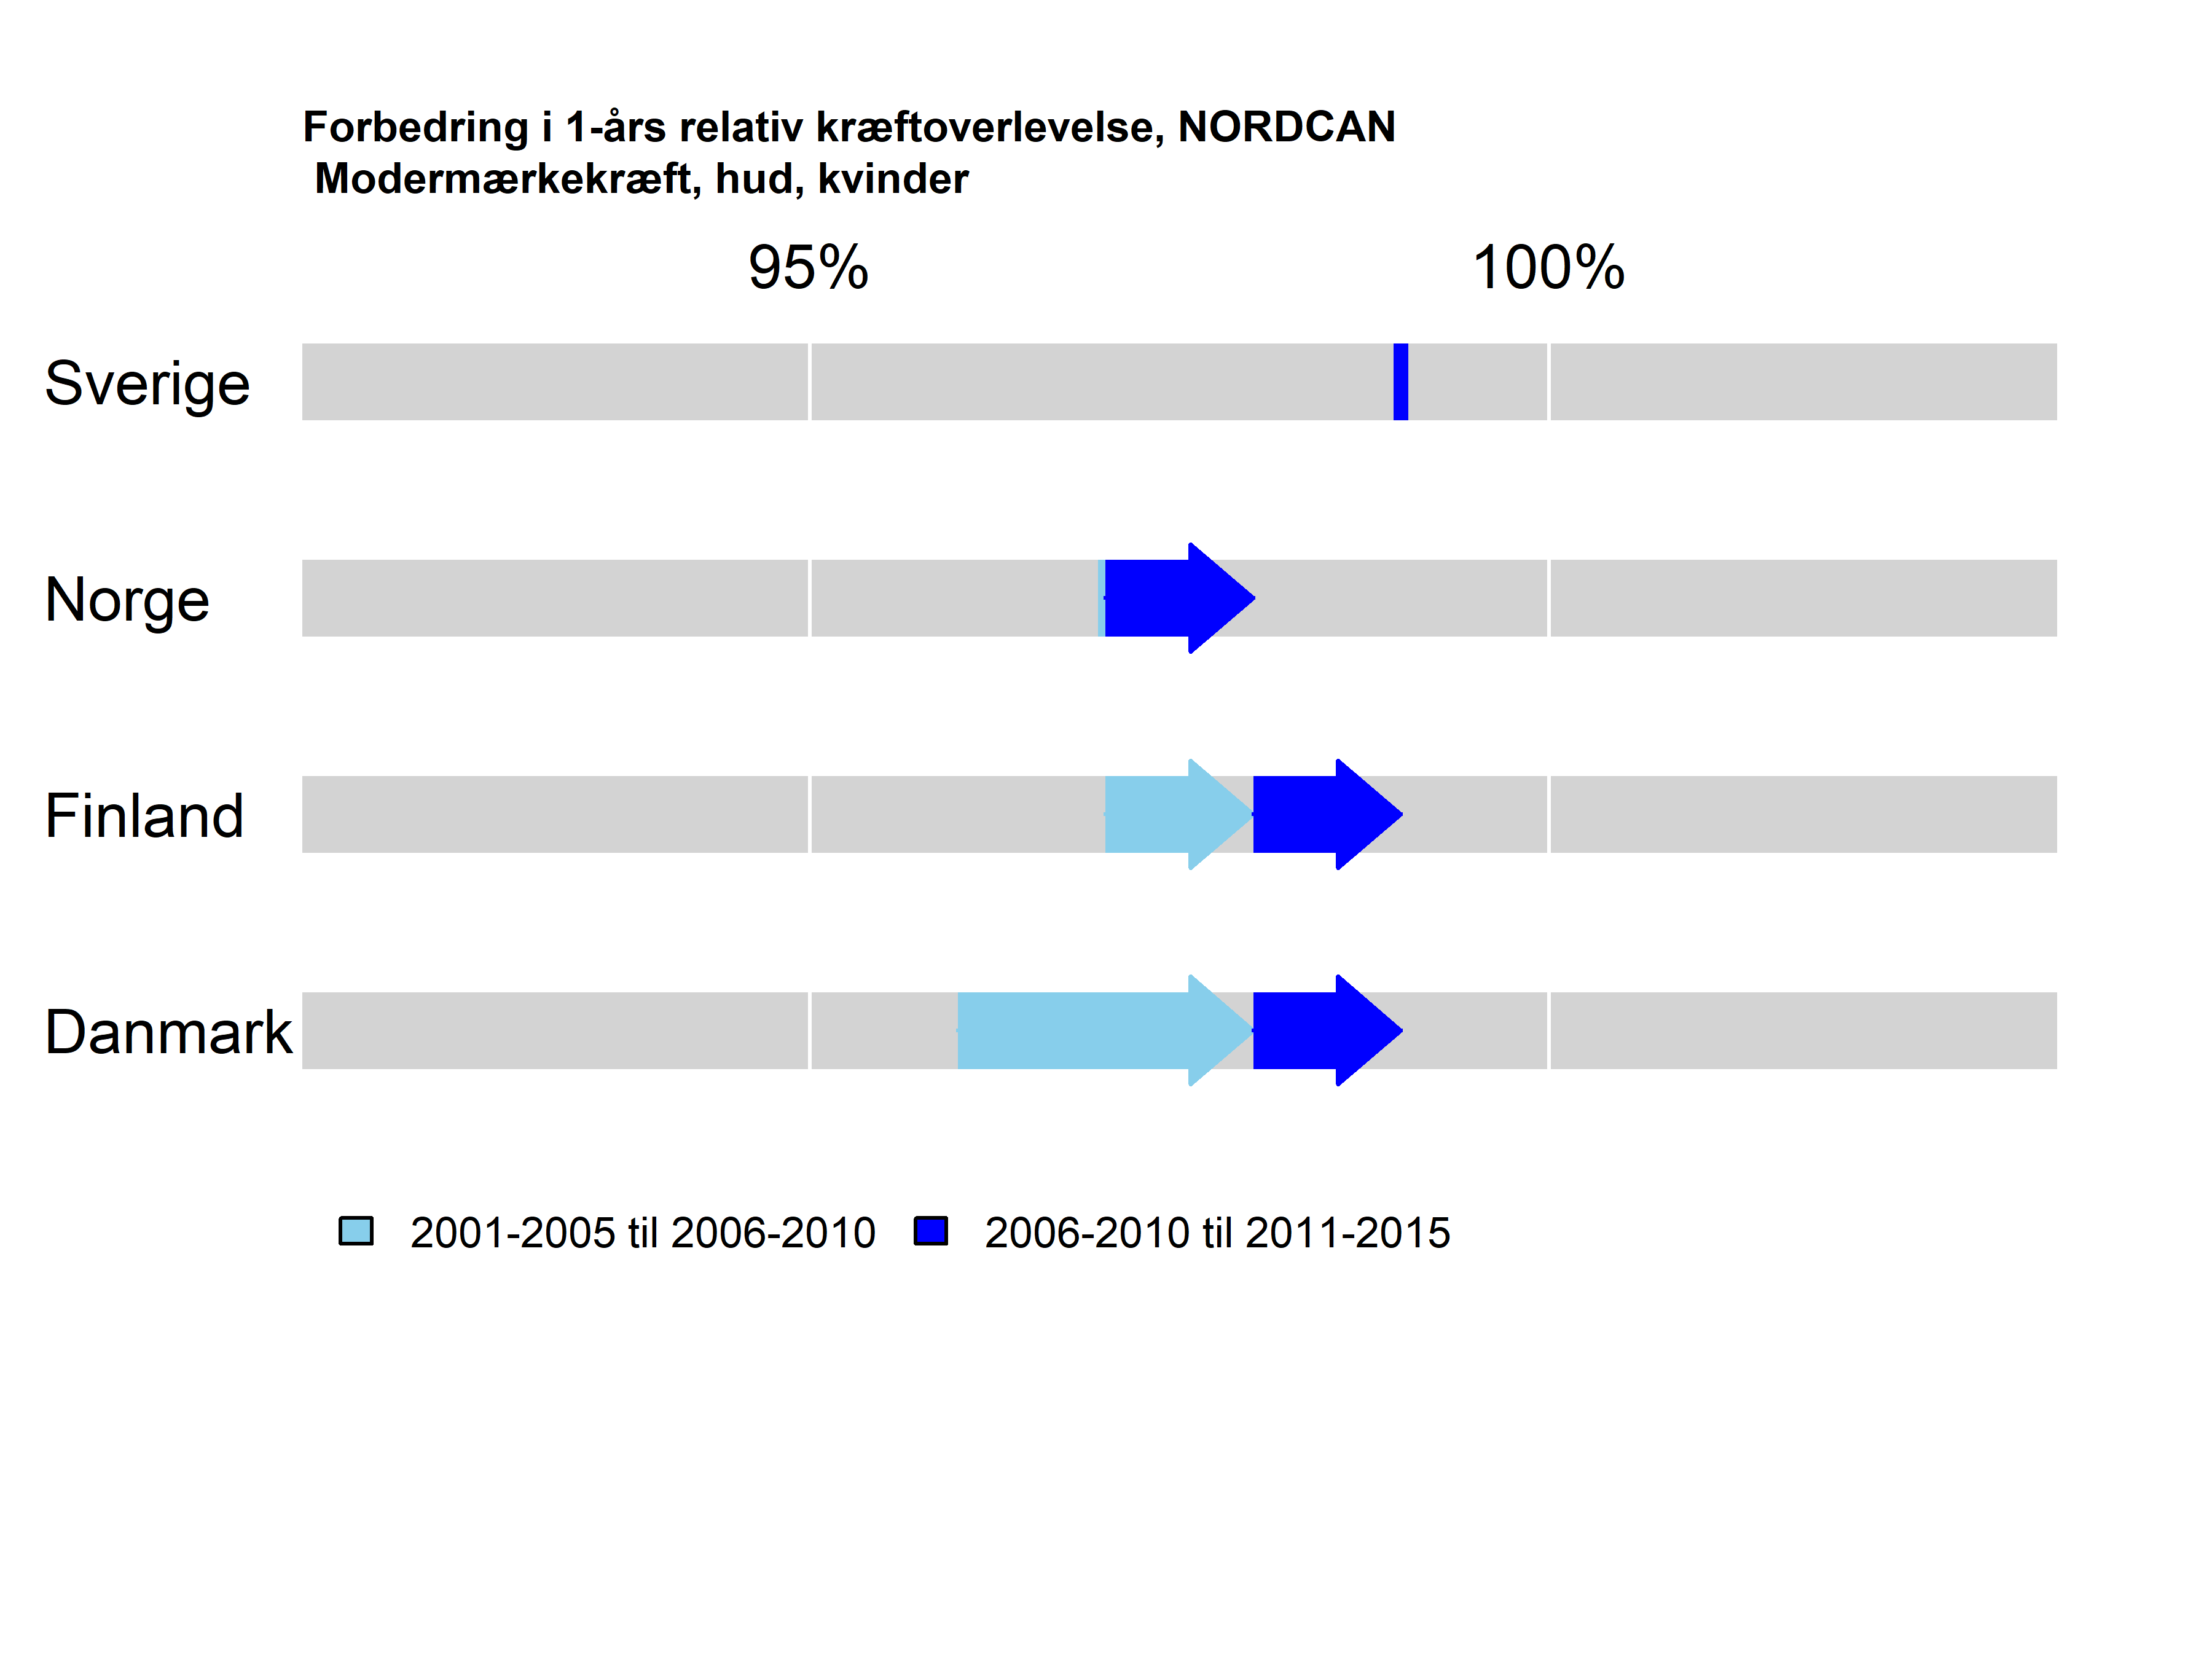 Forbedring i 1-års relativ kræftoverlevelse, NORDCAN
Modermærkekræft, hud, kvinder
95% 100%
Sverige
Norge
Finland
Danmark
2001-2005 til 2006-2010 2006-2010 til 2011-2015